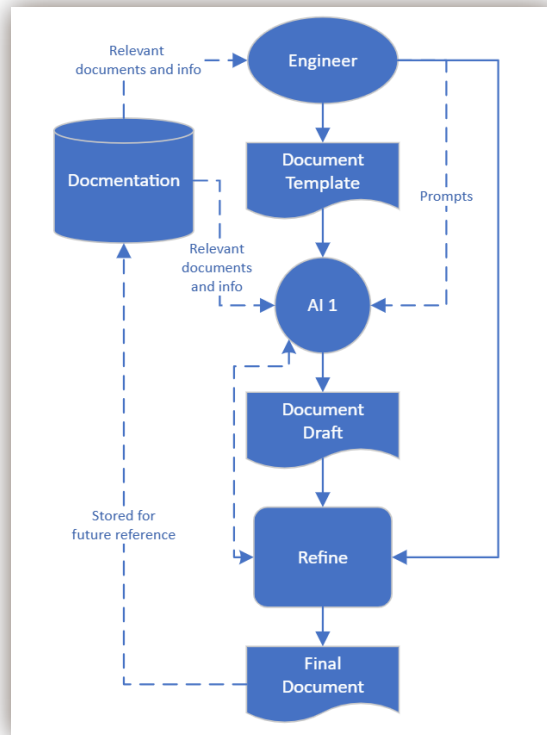 Relevant
documents and info
Engineer
Docmentation
Document
Template
Prompts
Relevant
documents
and info
AI 1
Document
Draft
Stored for
future reference
Refine
Final
Document